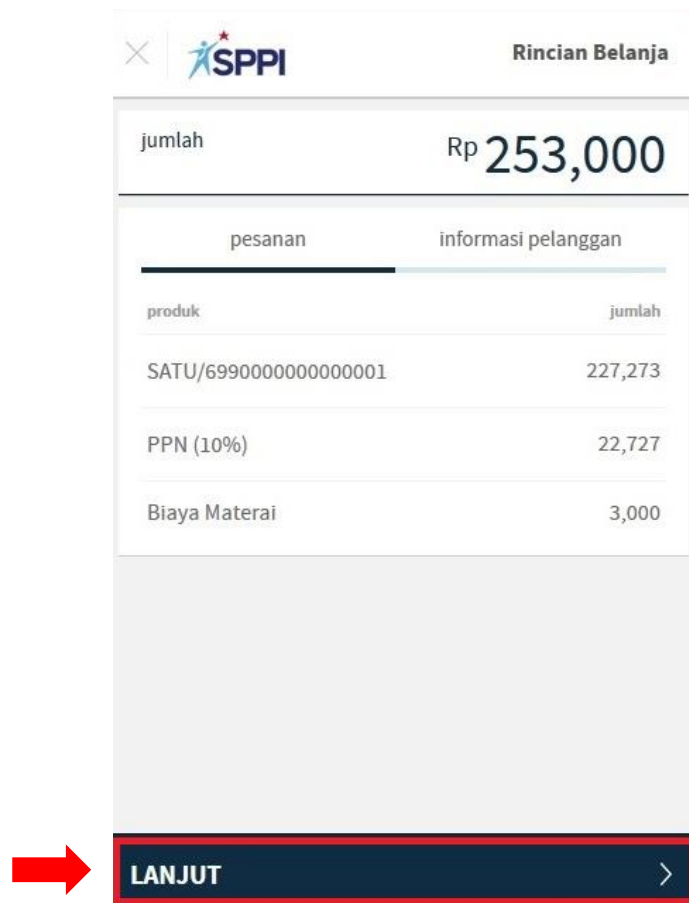 SPPI
Rincian Belanja
jumlah
Rp 253,000
pesanan
informasi pelanggan
produk
jumlah
SATU/6990000000000001
227,273
PPN (10%)
22,727
Biaya Materai
3,000
LANJUT